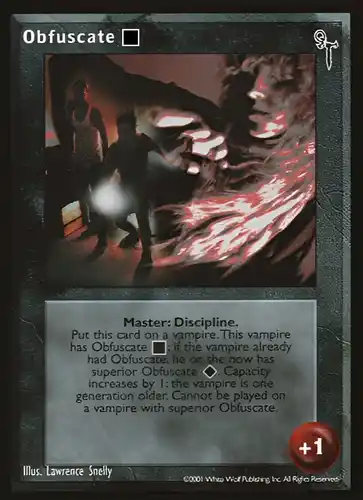 Obfuscate
Master: Discipline.
Put this card on a vampire. This vampire
has Obfuscate ; if the vampire already
had Obfuscate, he or she now has
superior Obfuscate . Capacity
increases by 1: the vampire is one
generation older. Cannot be played on
a vampire with superior Obfuscate.
+1
Illus. Lawrence Snelly
©2001 White Wolf Publishing, Inc. All Rights Reserved.